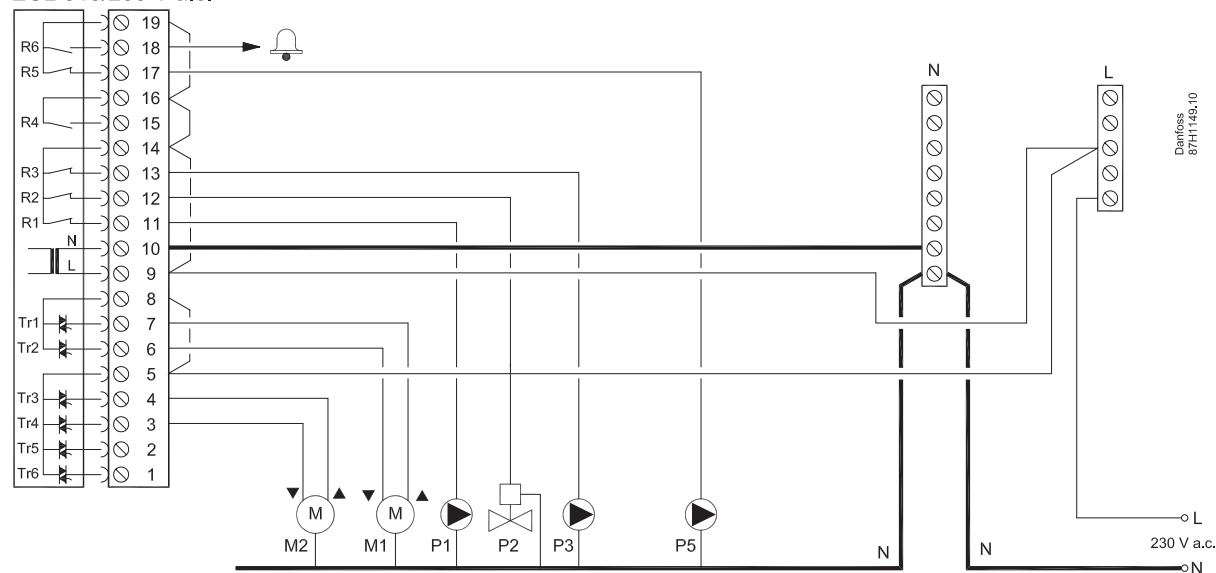 19
R6 18
R5 17
N
L
16
R4 15
14
R3 13
R2 12
R1 11
N 10
L 9
8
Tr1 7
Tr2 6
5
Tr3 4
Tr4 3
Tr5 2
Tr6 1
Danfoss
87H1149.10
M M
M2 M1 P1 P2 P3 P5
N N
L
230 V a.c.
N